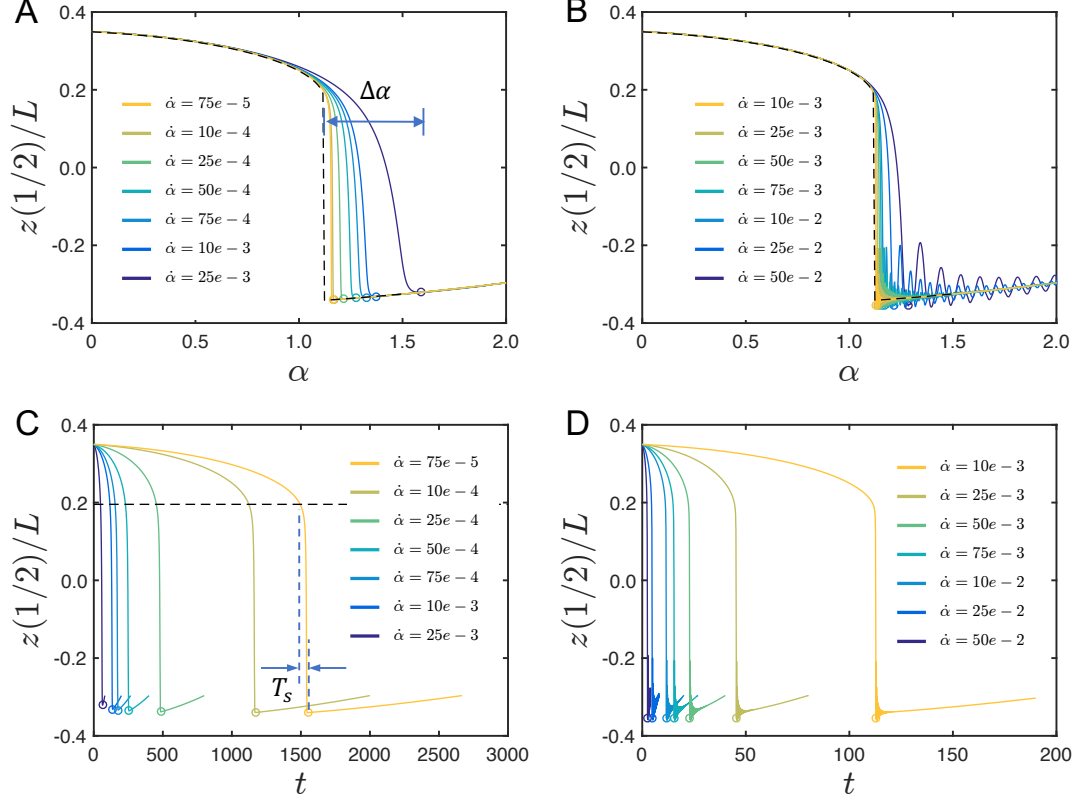 A
0.4
0.2
0.0
-0.2
-0.4
z(1/2)/L
Δα
α̇ = 75e − 5
α̇ = 10e − 4
α̇ = 25e − 4
α̇ = 50e − 4
α̇ = 75e − 4
α̇ = 10e − 3
α̇ = 25e − 3
0 0.5 1.0 1.5 2.0
α
B
0.4
0.2
0.0
-0.2
-0.4
z(1/2)/L
α̇ = 10e − 3
α̇ = 25e − 3
α̇ = 50e − 3
α̇ = 75e − 3
α̇ = 10e − 2
α̇ = 25e − 2
α̇ = 50e − 2
0 0.5 1.0 1.5 2.0
α
C
0.4
0.2
0.0
-0.2
-0.4
z(1/2)/L
α̇ = 75e − 5
α̇ = 10e − 4
α̇ = 25e − 4
α̇ = 50e − 4
α̇ = 75e − 4
α̇ = 10e − 3
α̇ = 25e − 3
Tₛ
0 500 1000 1500 2000 2500 3000
t
D
0.4
0.2
0.0
-0.2
-0.4
z(1/2)/L
α̇ = 10e − 3
α̇ = 25e − 3
α̇ = 50e − 3
α̇ = 75e − 3
α̇ = 10e − 2
α̇ = 25e − 2
α̇ = 50e − 2
0 50 100 150 200
t